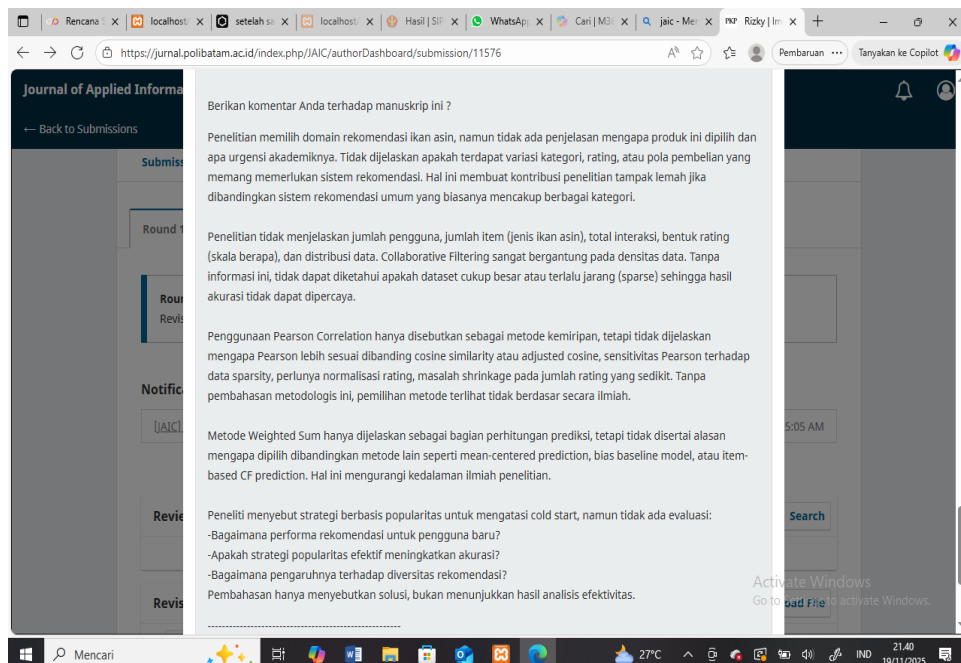 Rencana S
localhost/
setelah sa
localhost/
Hasil | SIP
WhatsApp
Cari | M3
jaic - Mer
PKP Rizky | Im
https://jurnal.polibatam.ac.id/index.php/JAIC/authorDashboard/submission/11576
Pembaruan
Tanyakan ke Copilot
Journal of Applied Informa
← Back to Submissions
Submiss
Round 1
Roun
Revis
Notific
[JAIC]
5:05 AM
Revie
Search
Revis
oad File
Berikan komentar Anda terhadap manuskrip ini ?
Penelitian memilih domain rekomendasi ikan asin, namun tidak ada penjelasan mengapa produk ini dipilih dan
apa urgensi akademiknya. Tidak dijelaskan apakah terdapat variasi kategori, rating, atau pola pembelian yang
memang memerlukan sistem rekomendasi. Hal ini membuat kontribusi penelitian tampak lemah jika
dibandingkan sistem rekomendasi umum yang biasanya mencakup berbagai kategori.
Penelitian tidak menjelaskan jumlah pengguna, jumlah item (jenis ikan asin), total interaksi, bentuk rating
(skala berapa), dan distribusi data. Collaborative Filtering sangat bergantung pada densitas data. Tanpa
informasi ini, tidak dapat diketahui apakah dataset cukup besar atau terlalu jarang (sparse) sehingga hasil
akurasi tidak dapat dipercaya.
Penggunaan Pearson Correlation hanya disebutkan sebagai metode kemiripan, tetapi tidak dijelaskan
mengapa Pearson lebih sesuai dibanding cosine similarity atau adjusted cosine, sensitivitas Pearson terhadap
data sparsity, perlunya normalisasi rating, masalah shrinkage pada jumlah rating yang sedikit. Tanpa
pembahasan metodologis ini, pemilihan metode terlihat tidak berdasar secara ilmiah.
Metode Weighted Sum hanya dijelaskan sebagai bagian perhitungan prediksi, tetapi tidak disertai alasan
mengapa dipilih dibandingkan metode lain seperti mean-centered prediction, bias baseline model, atau item-
based CF prediction. Hal ini mengurangi kedalaman ilmiah penelitian.
Peneliti menyebut strategi berbasis popularitas untuk mengatasi cold start, namun tidak ada evaluasi:
-Bagaimana performa rekomendasi untuk pengguna baru?
-Apakah strategi popularitas efektif meningkatkan akurasi?
-Bagaimana pengaruhnya terhadap diversitas rekomendasi?
Pembahasan hanya menyebutkan solusi, bukan menunjukkan hasil analisis efektivitas.
------------------------------------------------------
Activate Windows
Go to to activate Windows.
Mencari
27°C
IND
21.40
19/11/2025